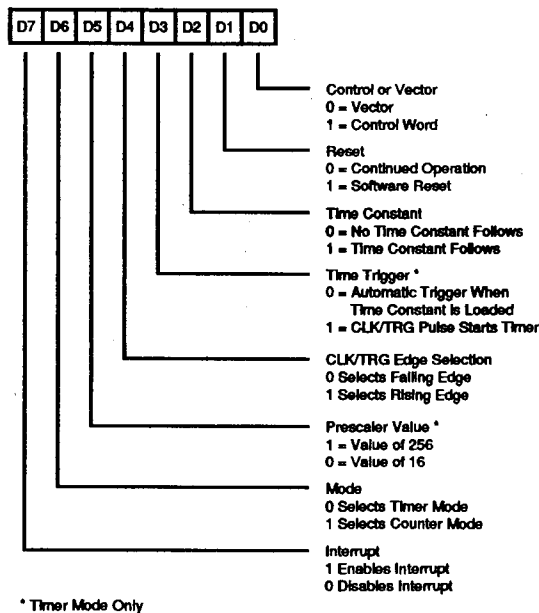 D7 D6 D5 D4 D3 D2 D1 D0
Control or Vector
0 = Vector
1 = Control Word
Reset
0 = Continued Operation
1 = Software Reset
Time Constant
0 = No Time Constant Follows
1 = Time Constant Follows
Time Trigger *
0 = Automatic Trigger When
Time Constant is Loaded
1 = CLK/TRG Pulse Starts Timer
CLK/TRG Edge Selection
0 Selects Falling Edge
1 Selects Rising Edge
Prescaler Value *
1 = Value of 256
0 = Value of 16
Mode
0 Selects Timer Mode
1 Selects Counter Mode
Interrupt
1 Enables Interrupt
0 Disables Interrupt
* Timer Mode Only